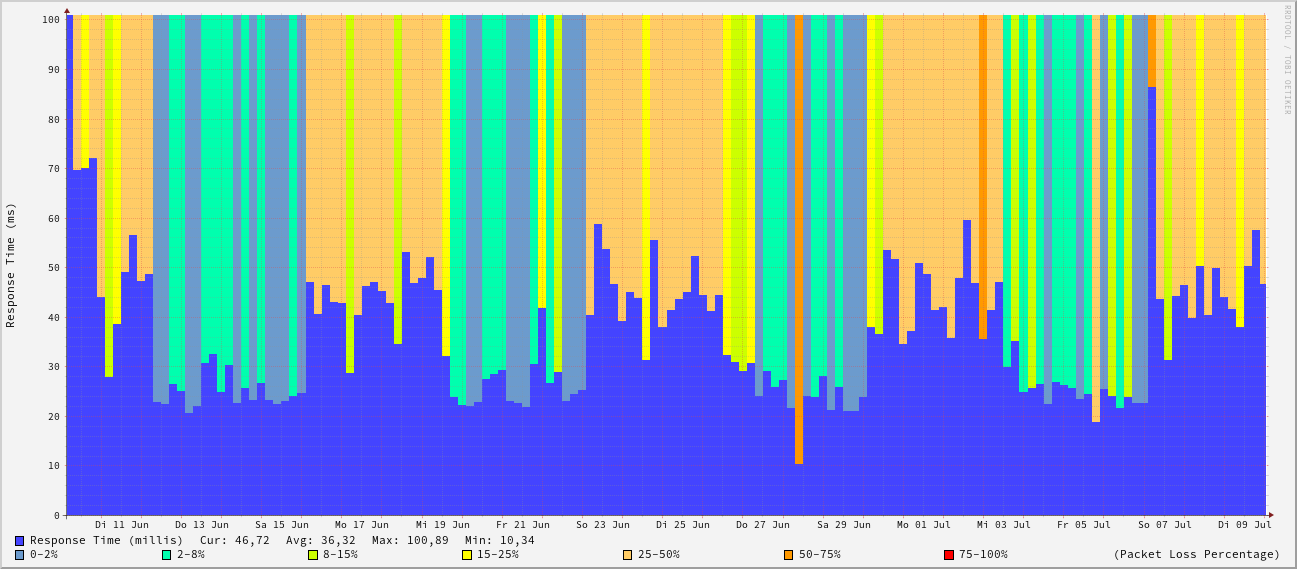 RRDTOOL / TOBI OETIKER
Response Time (ms)
100
90
80
70
60
50
40
30
20
10
0
Di 11 Jun Do 13 Jun Sa 15 Jun Mo 17 Jun Mi 19 Jun Fr 21 Jun So 23 Jun Di 25 Jun Do 27 Jun Sa 29 Jun Mo 01 Jul Mi 03 Jul Fr 05 Jul So 07 Jul Di 09 Jul
Response Time (millis) Cur: 46,72 Avg: 36,32 Max: 100,89 Min: 10,34
0-2% 2-8% 8-15% 15-25% 25-50% 50-75% 75-100% (Packet Loss Percentage)